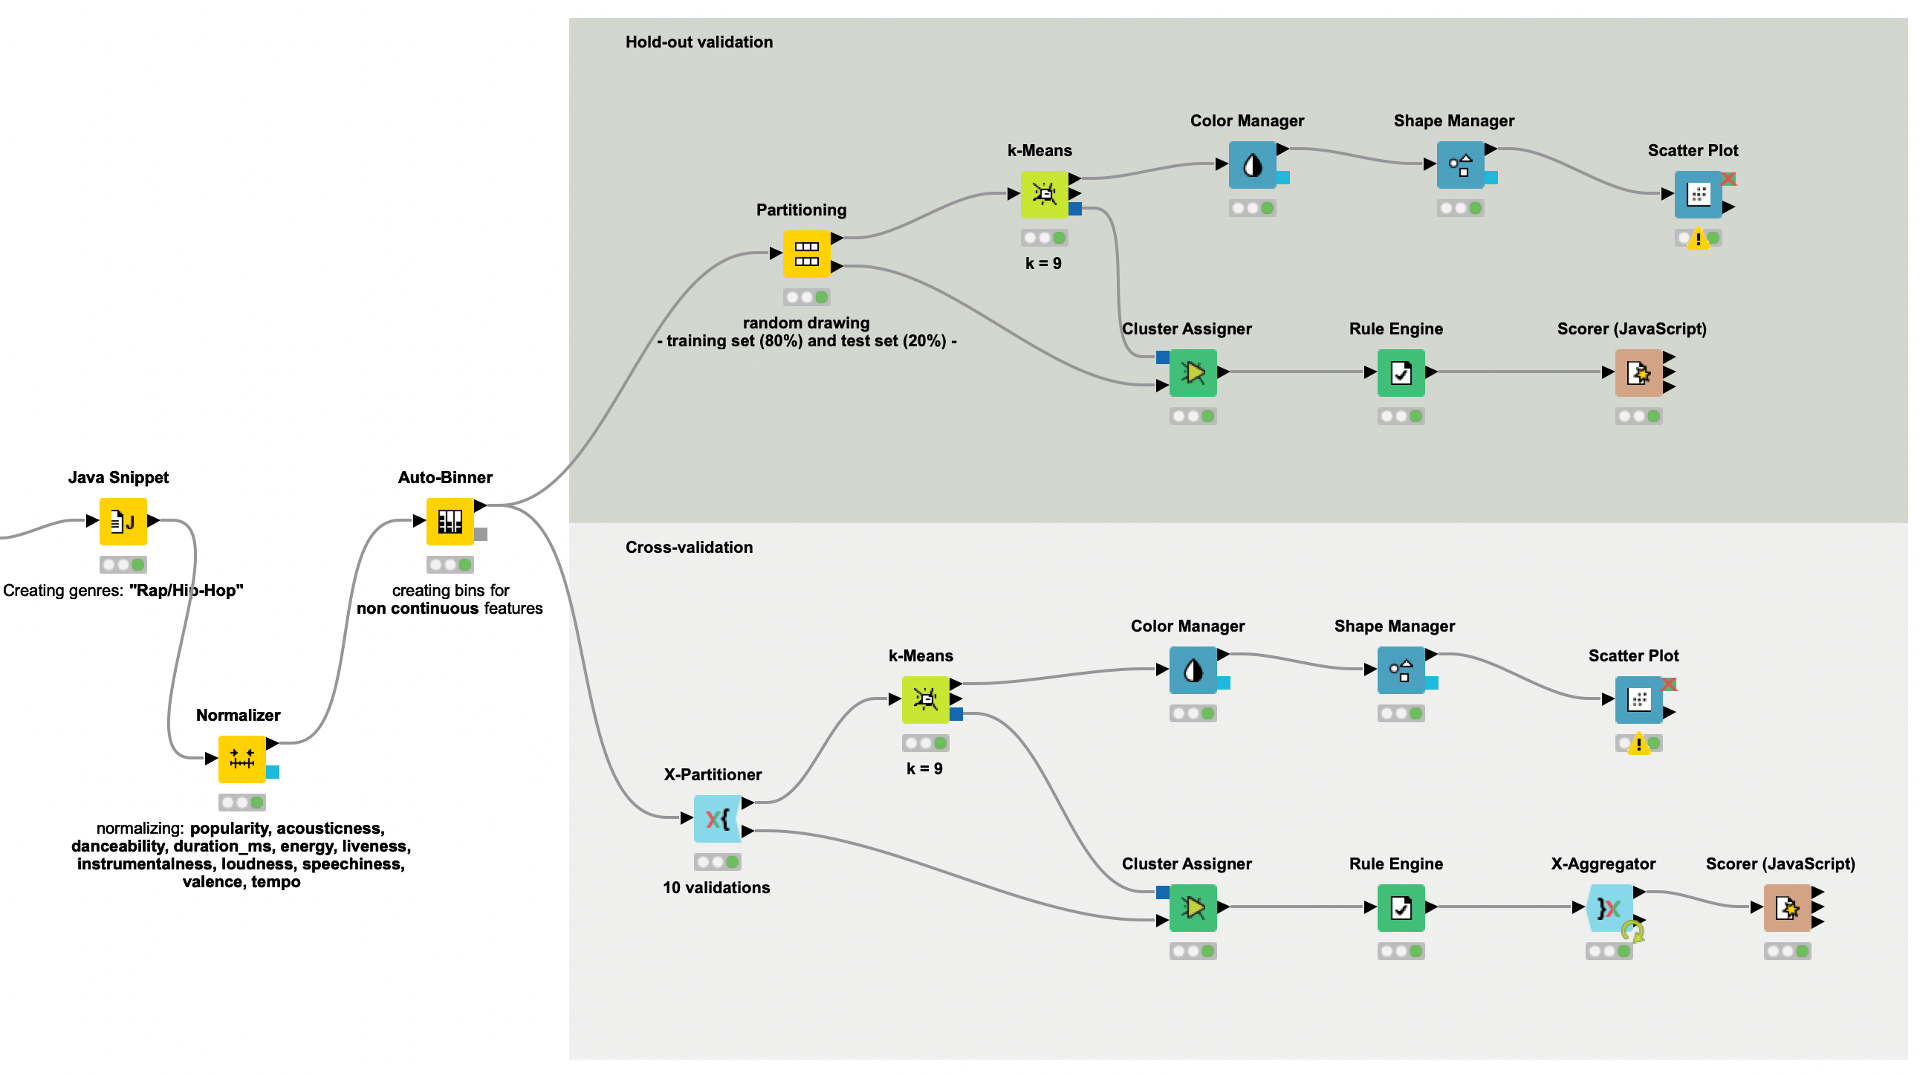 Hold-out validation
Color Manager
Shape Manager
k-Means
Scatter Plot
Partitioning
k = 9
random drawing
- training set (80%) and test set (20%) -
Cluster Assigner
Rule Engine
Scorer (JavaScript)
Java Snippet
J
Creating genres: "Rap/Hip-Hop"
Auto-Binner
creating bins for
non continuous features
Normalizer
normalizing: popularity, acousticness,
danceability, duration_ms, energy, liveness,
instrumentalness, loudness, speechiness,
valence, tempo
Cross-validation
Color Manager
Shape Manager
k-Means
Scatter Plot
k = 9
X-Partitioner
X{
10 validations
Cluster Assigner
Rule Engine
X-Aggregator
}X
Scorer (JavaScript)